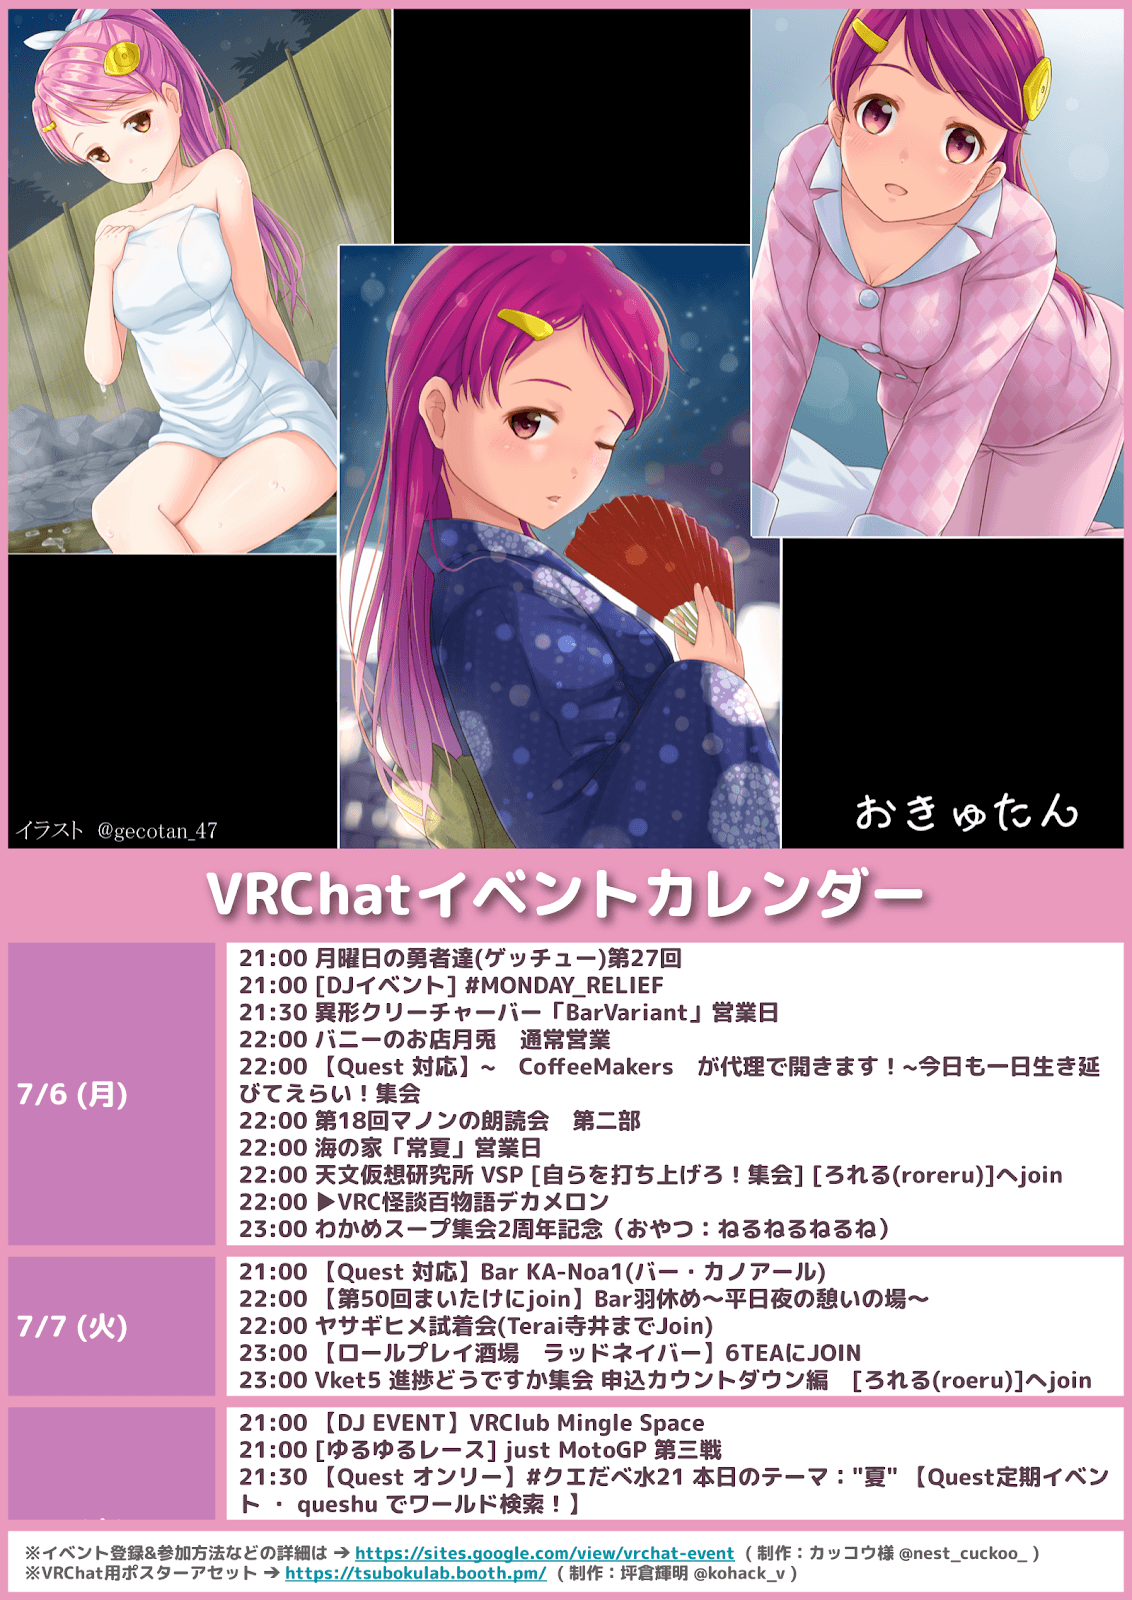 イラスト @gecotan_47
おきゅたん
VRChatイベントカレンダー
7/6 (月)
21:00 月曜日の勇者達(ゲッチュー)第27回
21:00 [DJイベント] #MONDAY_RELIEF
21:30 異形クリーチャーバー「BarVariant」営業日
22:00 バニーのお店月兎　通常営業
22:00 【Quest 対応】~　CoffeeMakers　が代理で開きます！~今日も一日生き延
びてえらい！集会
22:00 第18回マノンの朗読会　第二部
22:00 海の家「常夏」営業日
22:00 天文仮想研究所 VSP [自らを打ち上げろ！集会] [ろれる(roreru)]へjoin
22:00 ▶VRC怪談百物語デカメロン
23:00 わかめスープ集会2周年記念（おやつ：ねるねるねるね）
7/7 (火)
21:00 【Quest 対応】Bar KA-Noa1(バー・カノアール)
22:00 【第50回まいたけにjoin】Bar羽休め～平日夜の憩いの場～
22:00 ヤサギヒメ試着会(Terai寺井までJoin)
23:00 【ロールプレイ酒場　ラッドネイバー】6TEAにJOIN
23:00 Vket5 進捗どうですか集会 申込カウントダウン編　[ろれる(roeru)]へjoin
21:00 【DJ EVENT】VRClub Mingle Space
21:00 [ゆるゆるレース] just MotoGP 第三戦
21:30 【Quest オンリー】#クエだべ水21 本日のテーマ："夏" 【Quest定期イベン
ト ・ queshu でワールド検索！】
※イベント登録&参加方法などの詳細は → https://sites.google.com/view/vrchat-event ( 制作：カッコウ様 @nest_cuckoo_ )
※VRChat用ポスターアセット → https://tsubokulab.booth.pm/ ( 制作：坪倉輝明 @kohack_v )